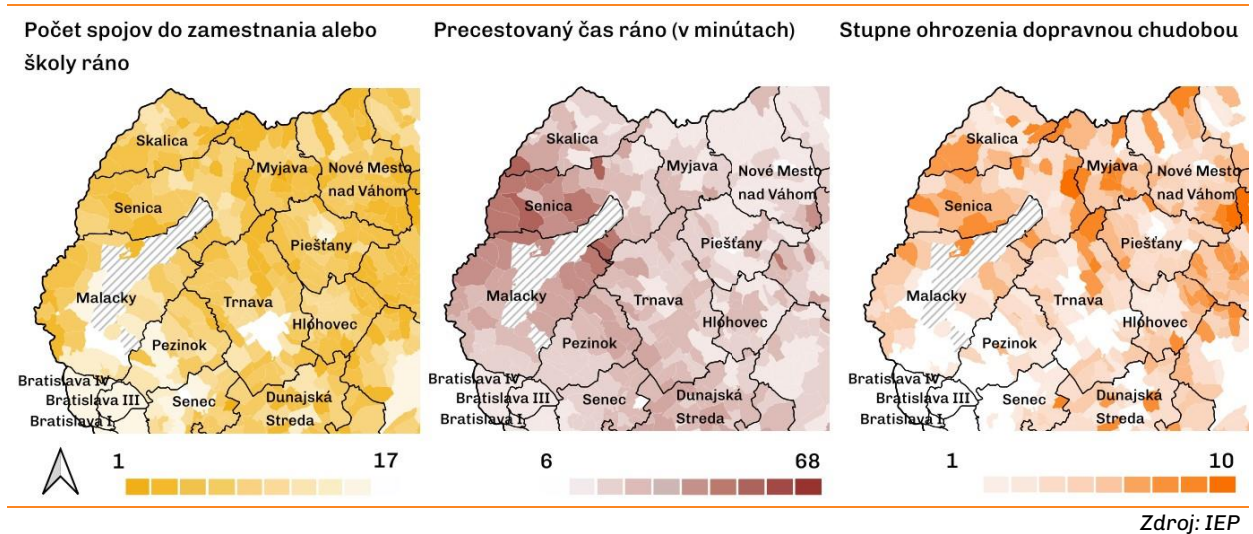 Počet spojov do zamestnania alebo
školy ráno
Skalica
Myjava
Nové Mesto
nad Váhom
Senica
Piešťany
Malacky
Trnava
Hlohovec
Pezinok
Bratislava IV
Bratislava III
Bratislava I
Senec
Dunajská
Streda
1 17
Precestovaný čas ráno (v minútach)
Skalica
Myjava
Nové Mesto
nad Váhom
Senica
Piešťany
Malacky
Trnava
Hlohovec
Pezinok
Bratislava IV
Bratislava III
Bratislava I
Senec
Dunajská
Streda
6 68
Stupne ohrozenia dopravnou chudobou
Skalica
Myjava
Nové Mesto
nad Váhom
Senica
Piešťany
Malacky
Trnava
Hlohovec
Pezinok
Bratislava IV
Bratislava III
Bratislava I
Senec
Dunajská
Streda
1 10
Zdroj: IEP